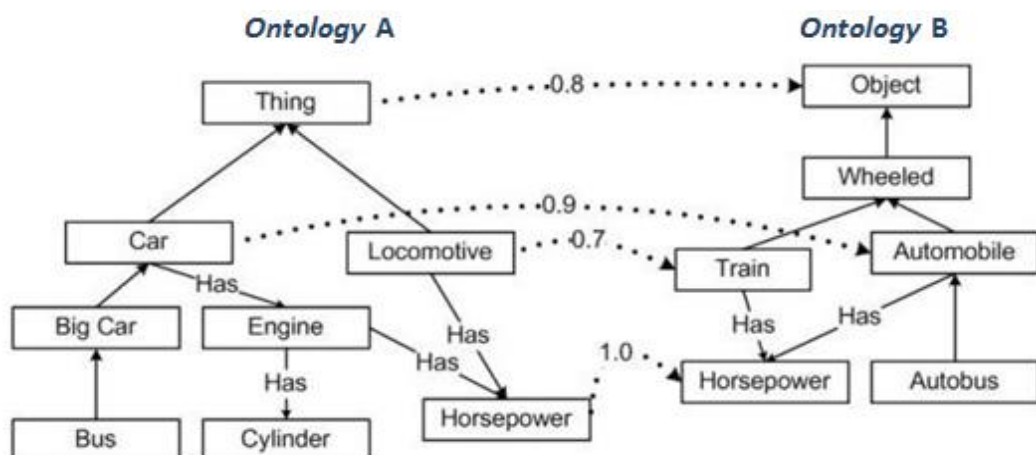 Ontology A
Ontology B
Thing
0.8
Object
Wheeled
Car
0.9
Locomotive
0.7
Train
Automobile
Has
Big Car
Engine
Has
Has
Has
Has
Has
1.0
Horsepower
Autobus
Bus
Cylinder
Horsepower